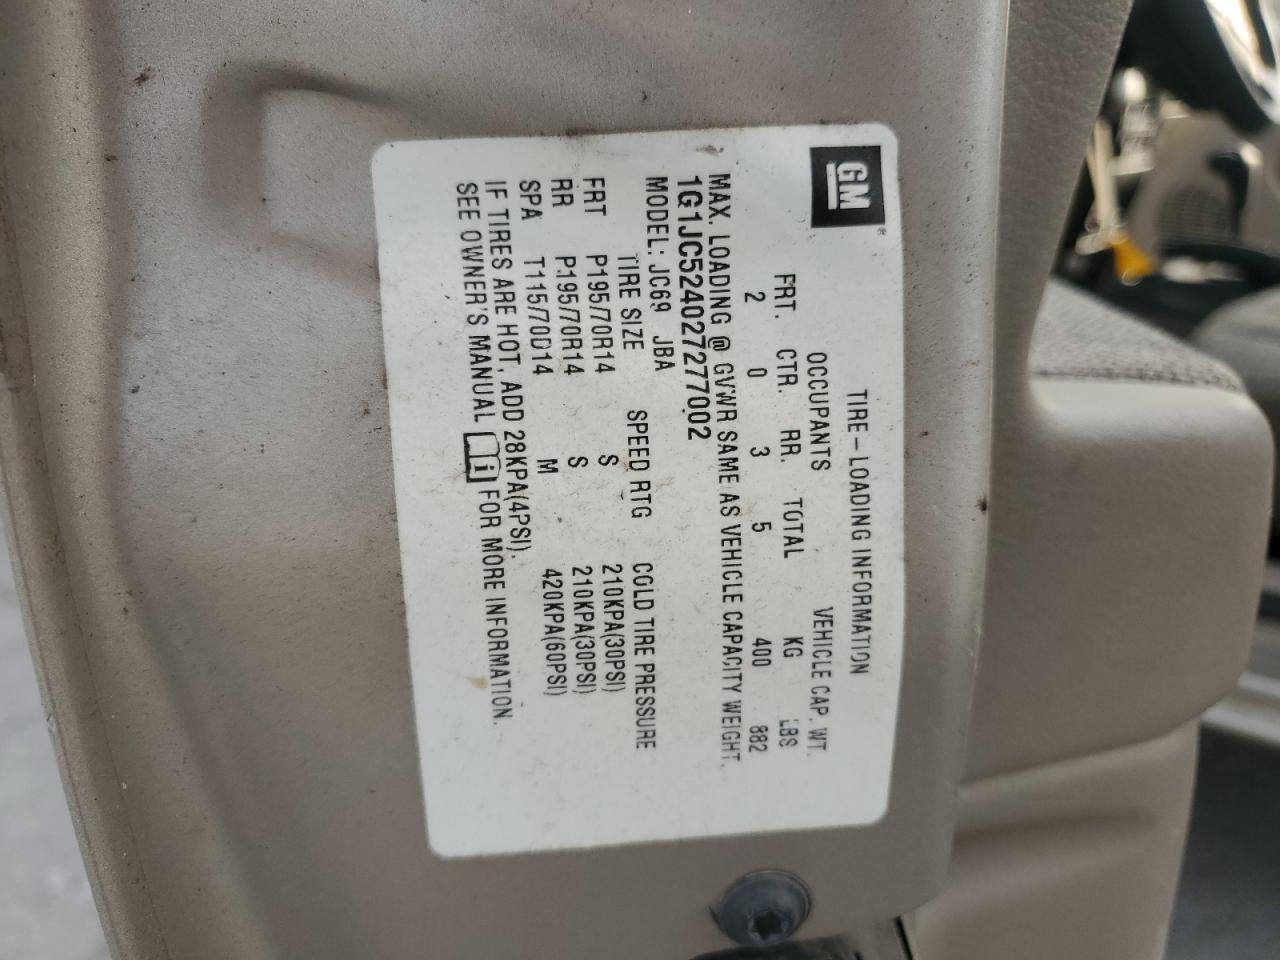 GM
TIRE-LOADING INFORMATION
OCCUPANTS VEHICLE CAP. WT.
FRT. CTR. RR. TOTAL KG LBS
2 0 3 5 400 882
MAX. LOADING @ GVWR SAME AS VEHICLE CAPACITY WEIGHT.
1G1JC524027277002
MODEL: JC69 JBA
TIRE SIZE SPEED RTG COLD TIRE PRESSURE
FRT P195/70R14 S 210KPA(30PSI)
RR P195/70R14 S 210KPA(30PSI)
SPA T115/70D14 M 420KPA(60PSI)
IF TIRES ARE HOT, ADD 28KPA(4PSI).
SEE OWNER'S MANUAL i FOR MORE INFORMATION.